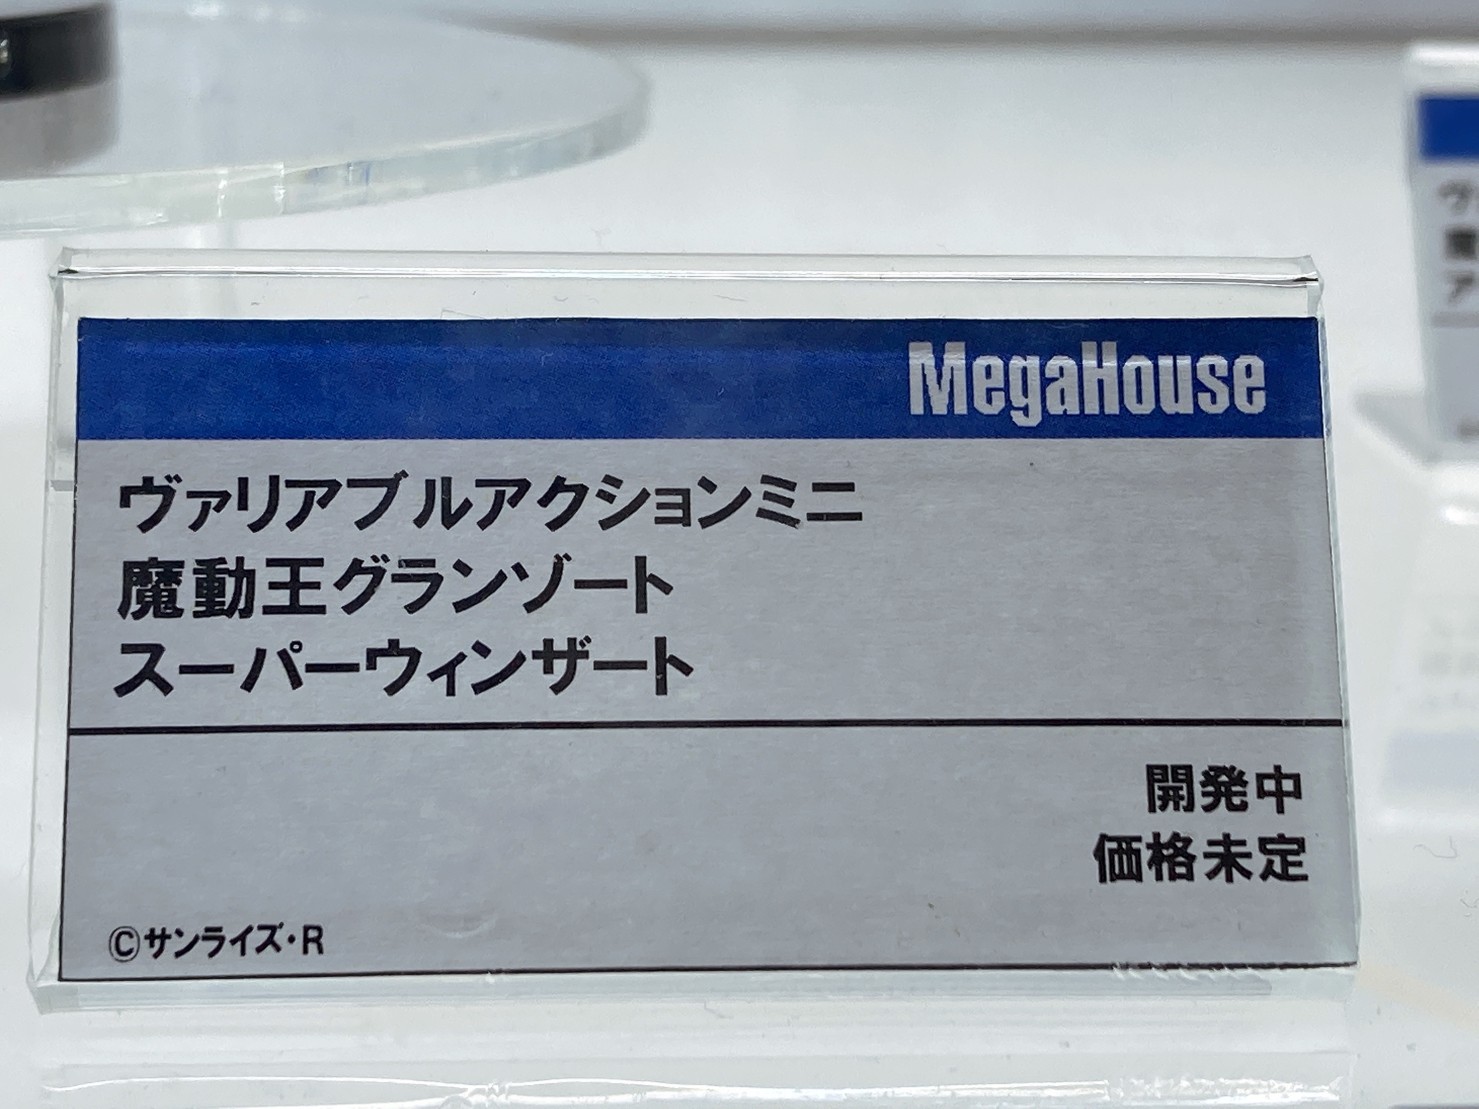 MegaHouse
ヴァリアブルアクションミニ
魔動王グランゾート
スーパーウィンザート
開発中
価格未定
©サンライズ・R